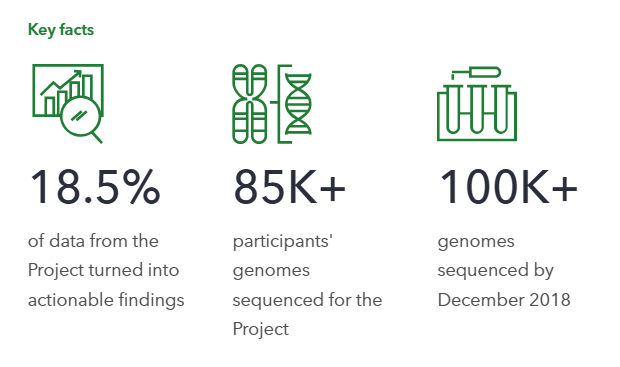 Key facts
18.5%
of data from the
Project turned into
actionable findings
85K+
participants'
genomes
sequenced for the
Project
100K+
genomes
sequenced by
December 2018